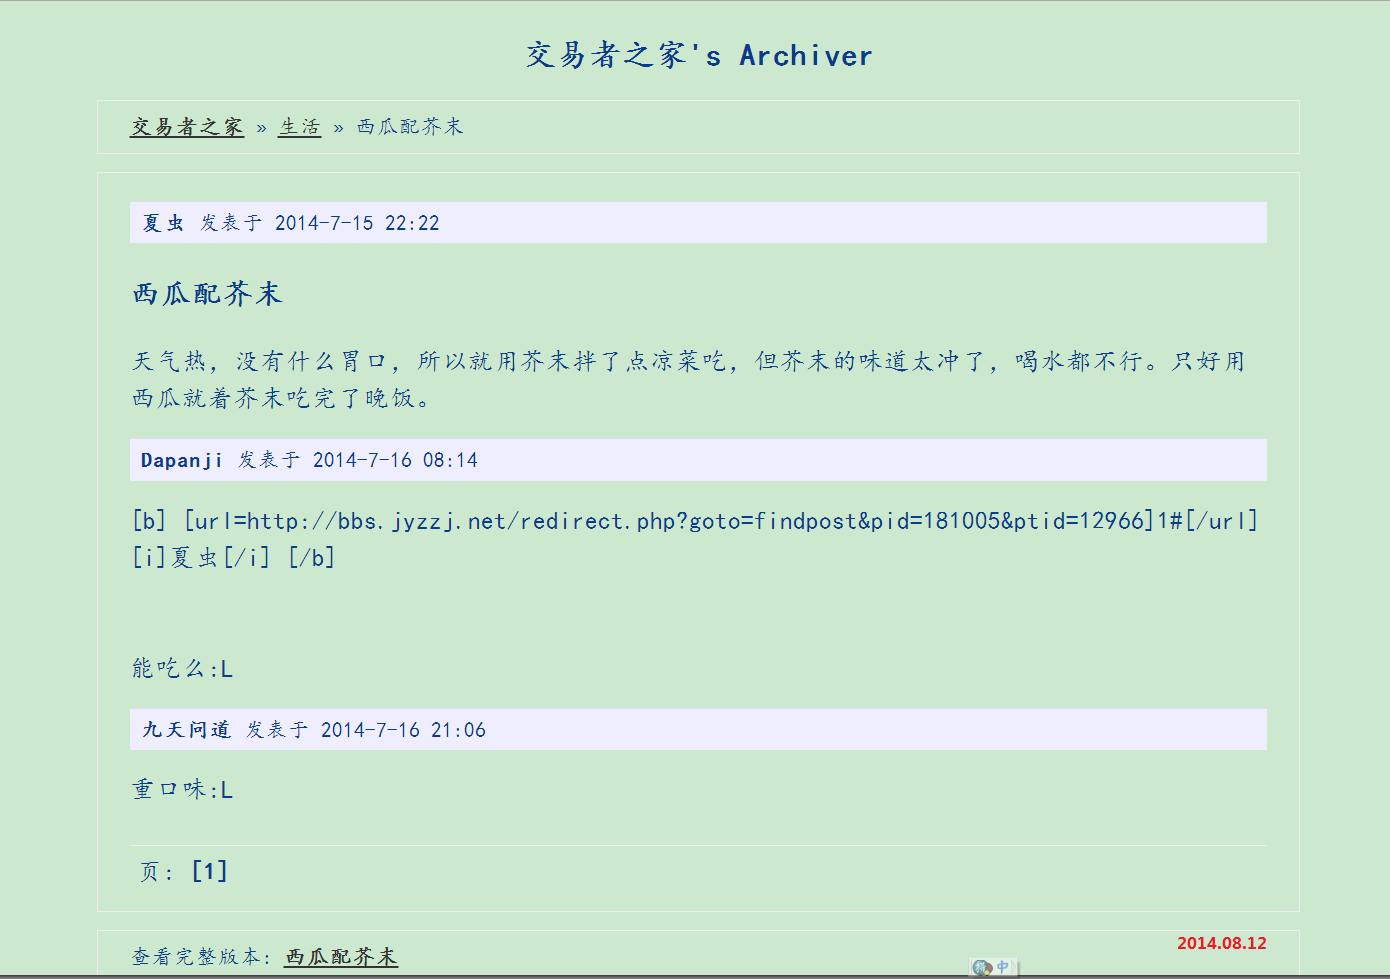 交易者之家's Archiver
交易者之家 » 生活 » 西瓜配芥末
夏虫 发表于 2014-7-15 22:22
西瓜配芥末
天气热，没有什么胃口，所以就用芥末拌了点凉菜吃，但芥末的味道太冲了，喝水都不行。只好用
西瓜就着芥末吃完了晚饭。
Dapanji 发表于 2014-7-16 08:14
[b] [url=http://bbs.jyzzj.net/redirect.php?goto=findpost&pid=181005&ptid=12966]1#[/url]
[i]夏虫[/i] [/b]
能吃么:L
九天问道 发表于 2014-7-16 21:06
重口味:L
页: [1]
2014.08.12
查看完整版本: 西瓜配芥末
中